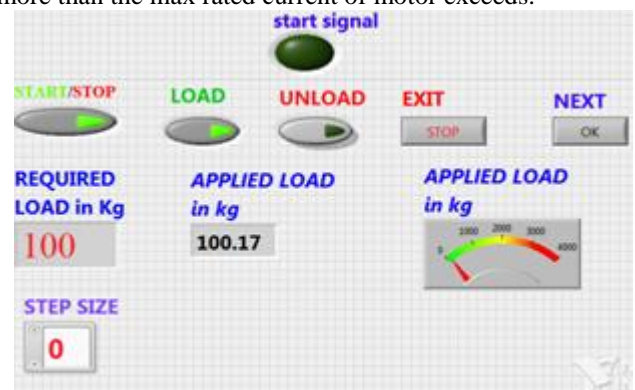 more than the max rated current of motor exceeds.
start signal
START/STOP
LOAD
UNLOAD
EXIT
NEXT
STOP
OK
REQUIRED
LOAD in Kg
APPLIED LOAD
in kg
APPLIED LOAD
in kg
100
100.17
0
1000
2000
3000
4000
STEP SIZE
0